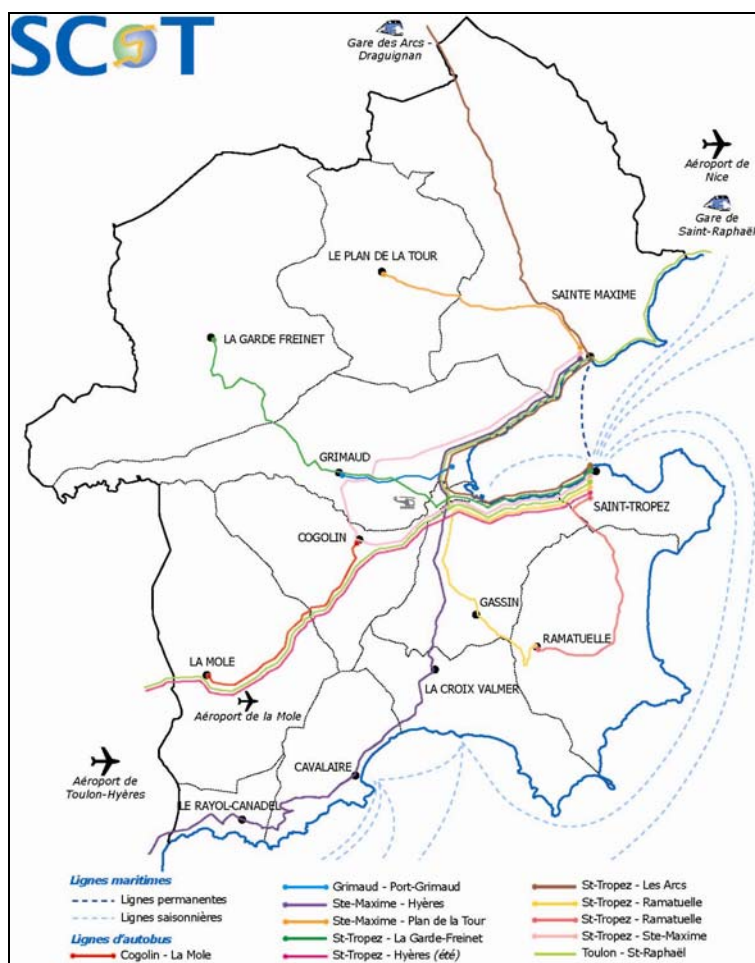 SCOT
Gare des Arcs -
Draguignan
Aéroport de
Nice
Gare de
Saint-Raphaël
LE PLAN DE LA TOUR
SAINTE MAXIME
LA GARDE FREINET
GRIMAUD
SAINT-TROPEZ
COGOLIN
GASSIN
RAMATUELLE
LA MOLE
LA CROIX VALMER
Aéroport de la Mole
Aéroport de
Toulon-Hyères
CAVALAIRE
LE RAYOL-CANADEL
Lignes maritimes
Lignes permanentes
Lignes saisonnières
Lignes d'autobus
Cogolin - La Mole
Grimaud - Port-Grimaud
Ste-Maxime - Hyères
Ste-Maxime - Plan de la Tour
St-Tropez - La Garde-Freinet
St-Tropez - Hyères (été)
St-Tropez - Les Arcs
St-Tropez - Ramatuelle
St-Tropez - Ramatuelle
St-Tropez - Ste-Maxime
Toulon - St-Raphaël